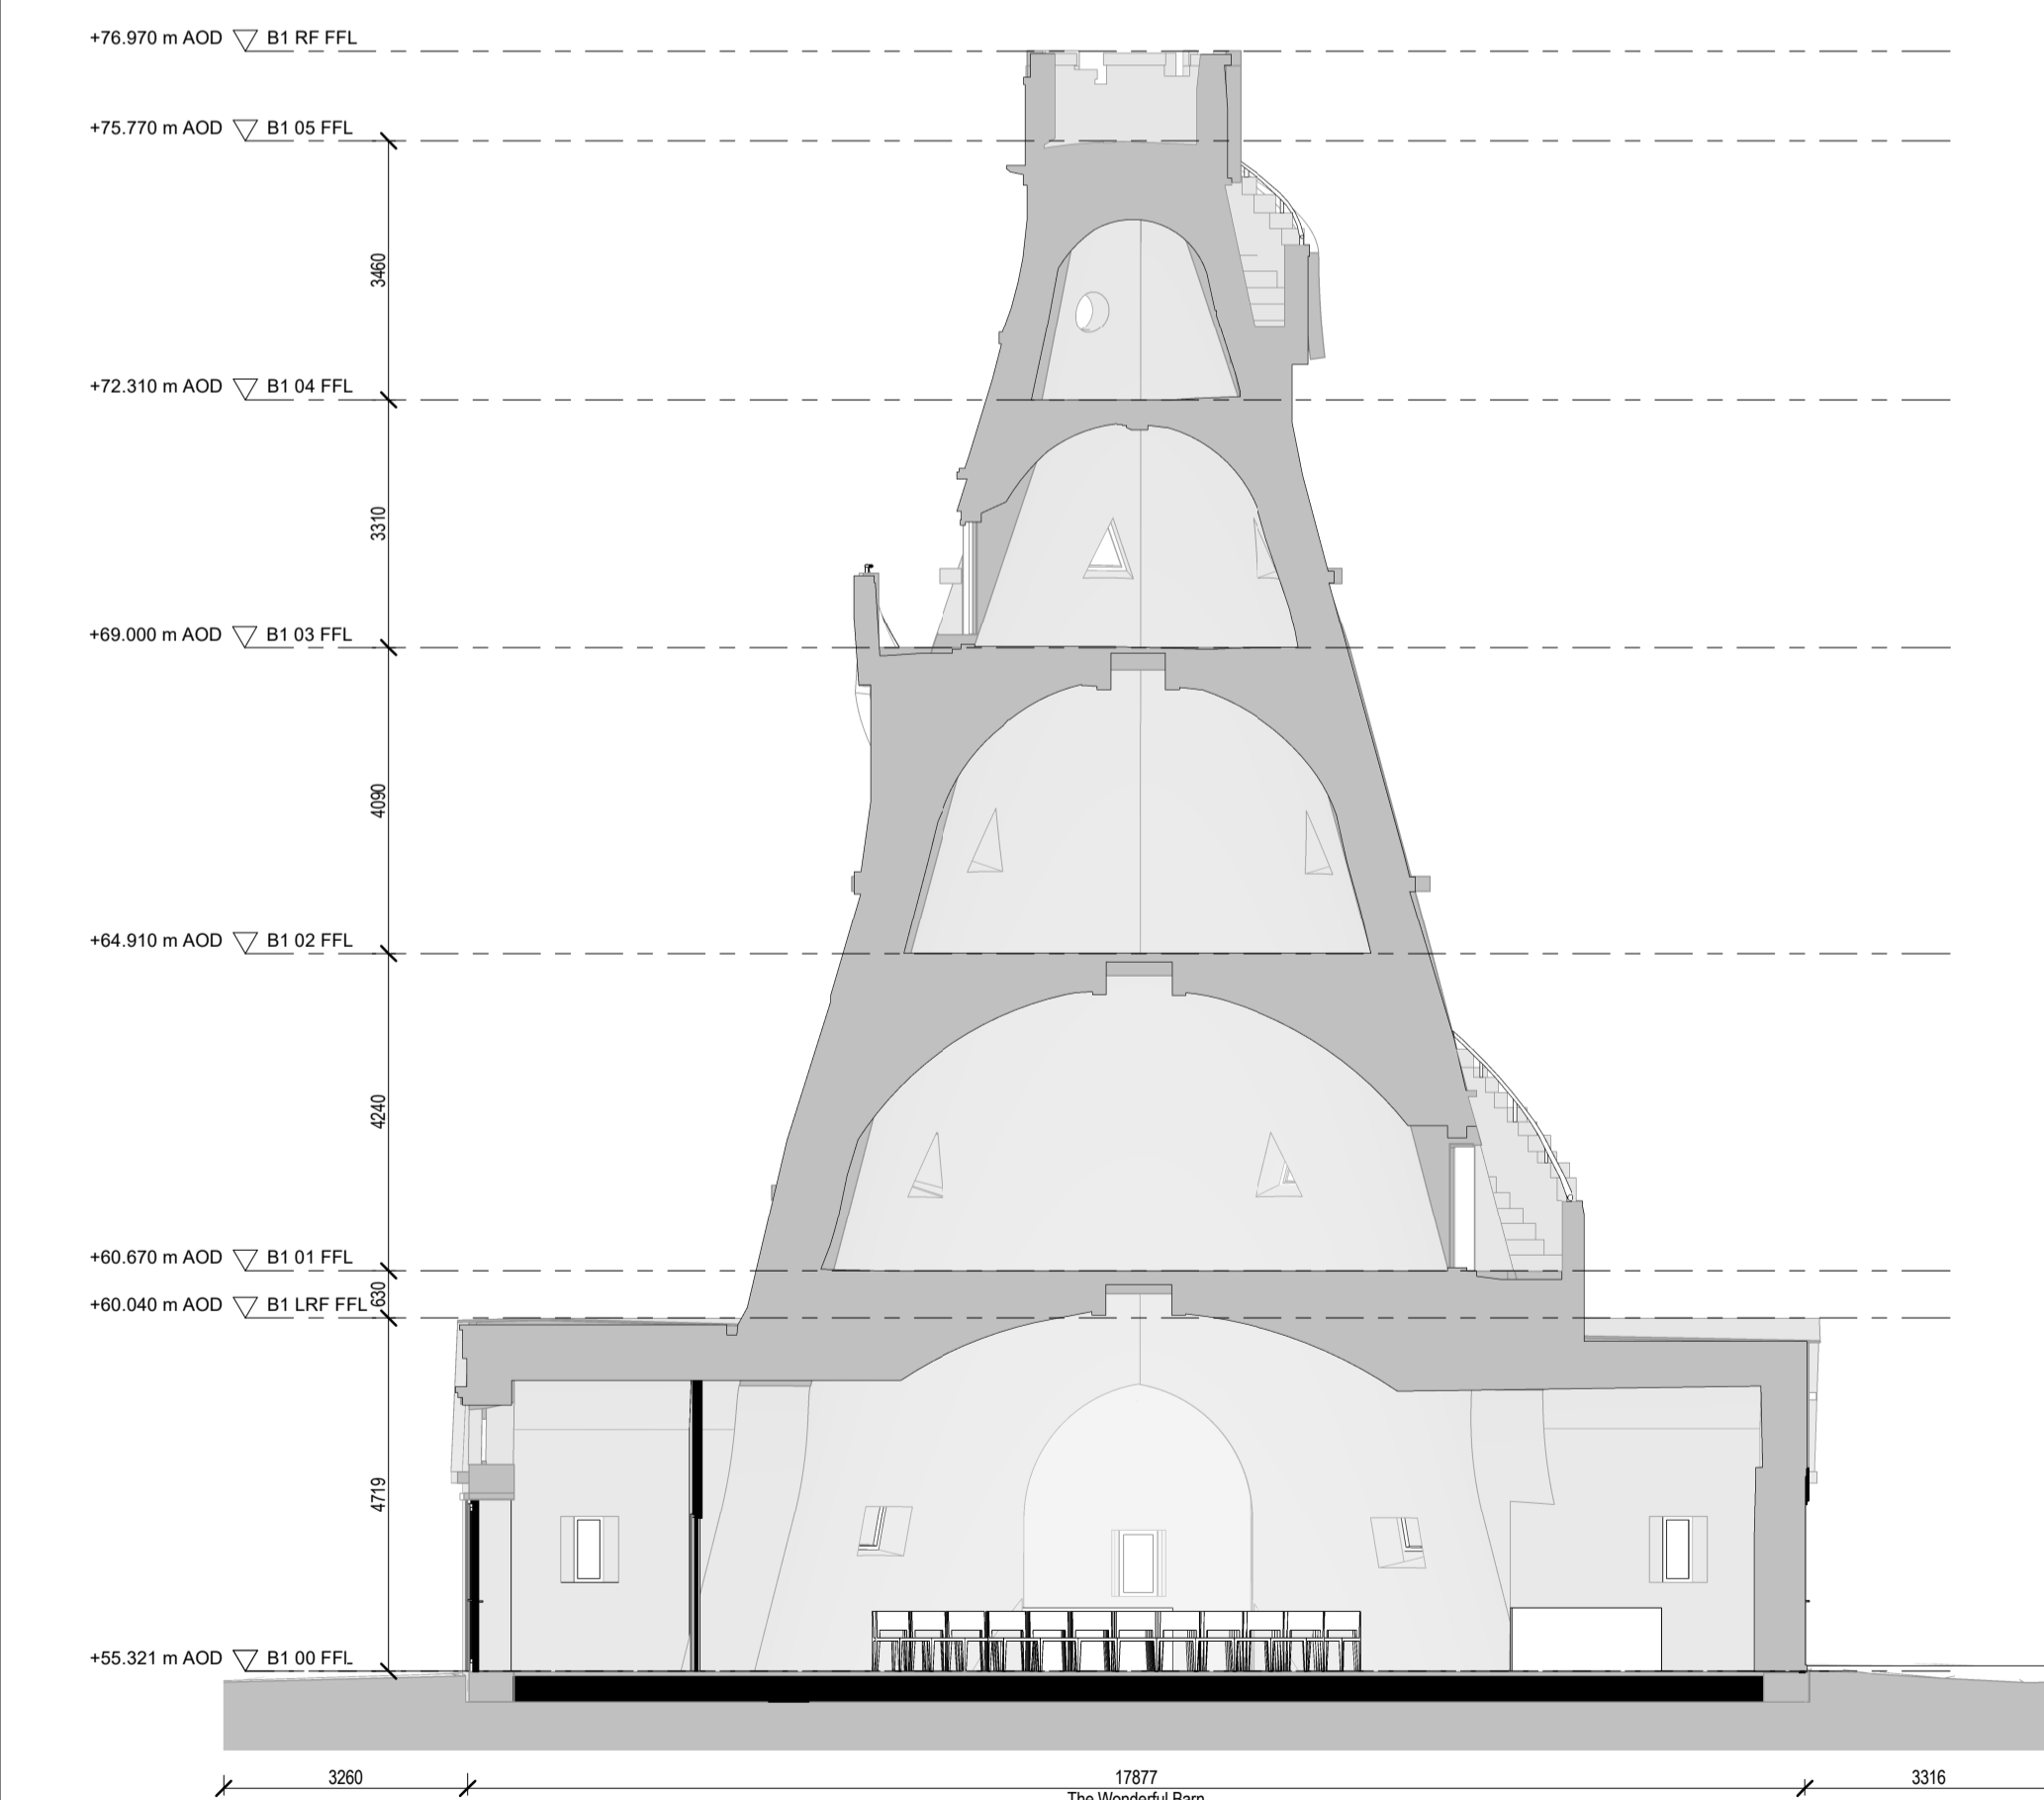 +76.970 m AOD B1 RF FFL
+75.770 m AOD B1 05 FFL
3460
+72.310 m AOD B1 04 FFL
3310
+69.000 m AOD B1 03 FFL
4090
+64.910 m AOD B1 02 FFL
4240
+60.670 m AOD B1 01 FFL
630
+60.040 m AOD B1 LRF FFL
4719
+55.321 m AOD B1 00 FFL
3260 17877 3316
The Wonderful Barn